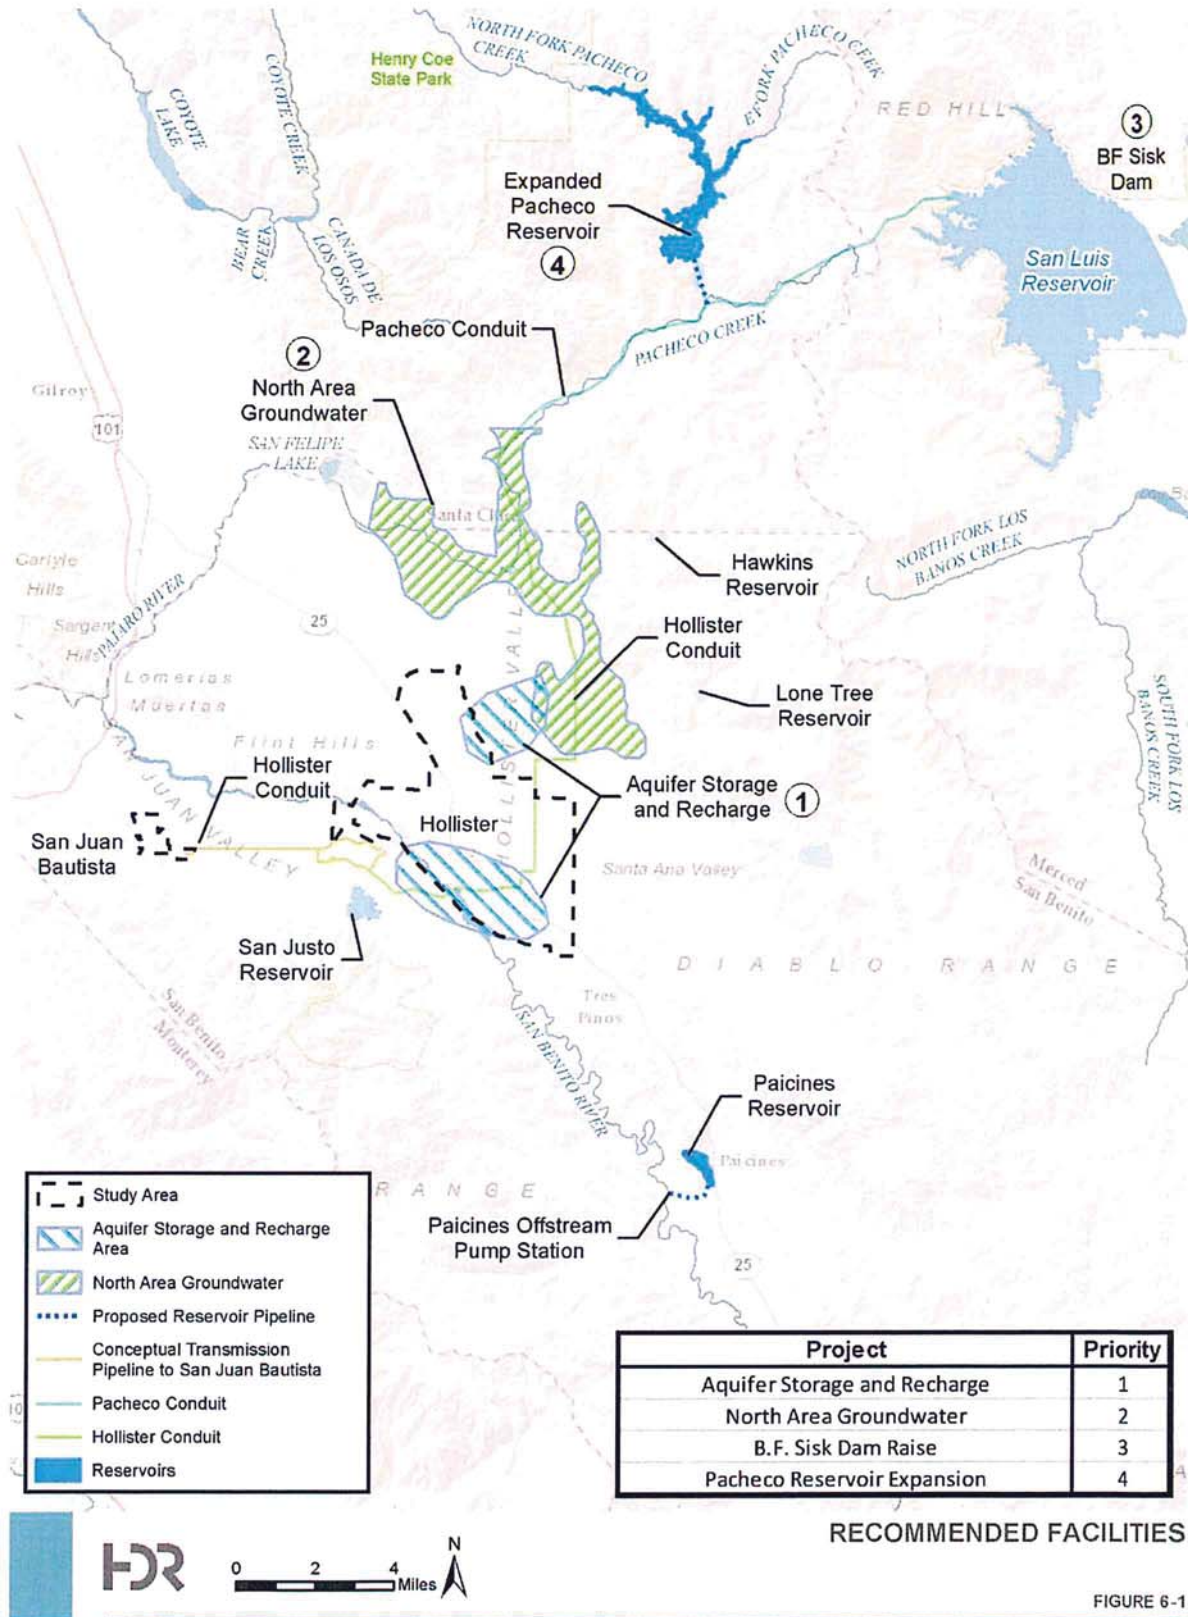 NORTH FORK PACHECO
CREEK
Henry Coe
State Park
COYOTE CREEK
COYOTE
LAKE
E FORK PACHECO CEEK
RED HILL
3
BF Sisk
Dam
Expanded
Pacheco
Reservoir
4
San Luis
Reservoir
BEAR
CREEK
CANADA DE
LOS OSOS
Pacheco Conduit
PACHECO CREEK
2
North Area
Groundwater
Gilroy
101
SAN FELIPE
LAKE
Santa Clara
NORTH FORK LOS
BANOS CREEK
Hawkins
Reservoir
Carlyle
Hills
Sargent
Hills
PAJARO RIVER
25
Hollister
Conduit
Lomerias
Muertas
Lone Tree
Reservoir
SOUTH FORK LOS
BANOS CREEK
Flint Hills
HOLLISTER VALLEY
Hollister
Conduit
Aquifer Storage
and Recharge
1
SAN JUAN VALLEY
San Juan
Bautista
Hollister
Santa Ana Valley
Merced
San Benito
San Justo
Reservoir
DIABLO RANGE
Tres
Pinos
San Benito
Monterey
SAN BENITO RIVER
Paicines
Reservoir
Paicines
RANGE
Paicines Offstream
Pump Station
25
Study Area
Aquifer Storage and Recharge
Area
North Area Groundwater
Proposed Reservoir Pipeline
Conceptual Transmission
Pipeline to San Juan Bautista
Pacheco Conduit
Hollister Conduit
Reservoirs
101
Project Priority
Aquifer Storage and Recharge 1
North Area Groundwater 2
B.F. Sisk Dam Raise 3
Pacheco Reservoir Expansion 4
RECOMMENDED FACILITIES
HDR
0 2 4
Miles
N
FIGURE 6-1